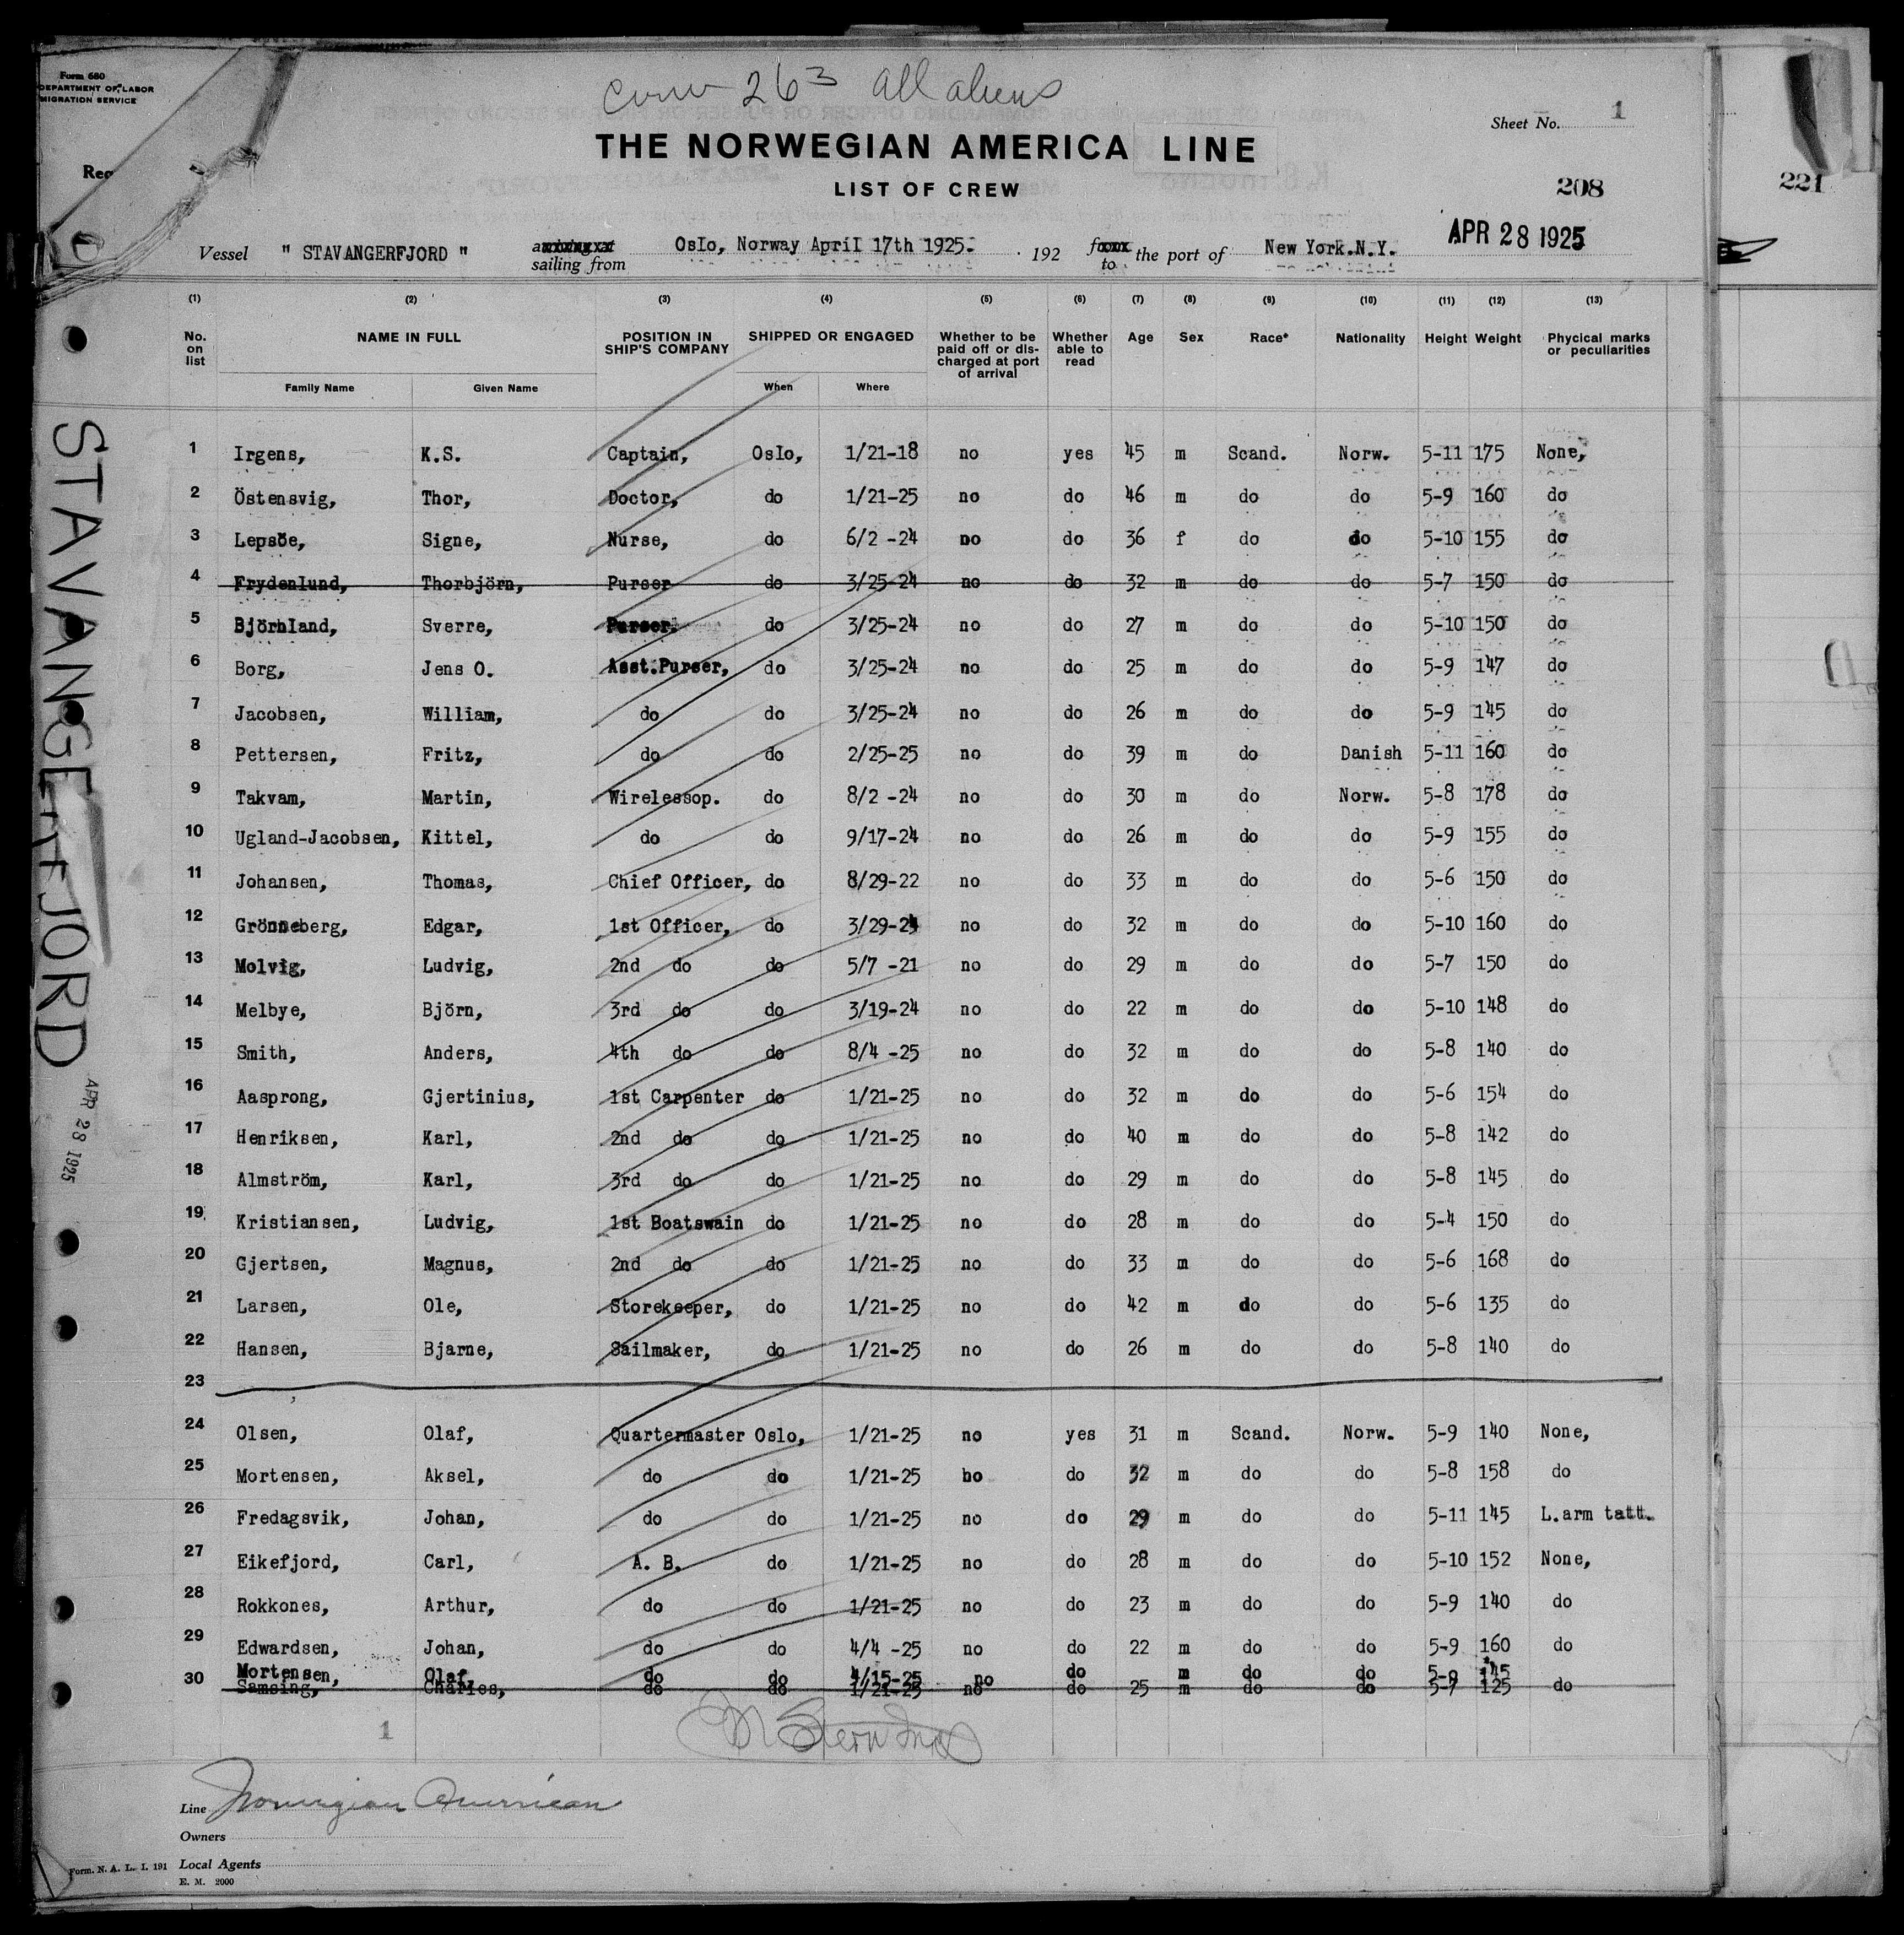 Form 680
DEPARTMENT OF LABOR
MIGRATION SERVICE
Crew 263 all aliens
Sheet No. 1
THE NORWEGIAN AMERICA LINE
Req
LIST OF CREW
208
221
Vessel " STAVANGERFJORD " sailing from Oslo, Norway April 17th 1925. 192 to the port of New York.N.Y. APR 28 1925
(1) (2) (3) (4) (5) (6) (7) (8) (9) (10) (11) (12) (13)
No. on list NAME IN FULL POSITION IN SHIP'S COMPANY SHIPPED OR ENGAGED Whether to be paid off or discharged at port of arrival Whether able to read Age Sex Race* Nationality Height Weight Phycical marks or peculiarities
Family Name Given Name When Where
1 Irgens, K.S. Captain, Oslo, 1/21-18 no yes 45 m Scand. Norw. 5-11 175 None,
2 Östensvig, Thor, Doctor, do 1/21-25 no do 46 m do do 5-9 160 do
3 Lepsöe, Signe, Nurse, do 6/2 -24 no do 36 f do do 5-10 155 do
4 Frydenlund, Thorbjörn, Purser do 3/25-24 no do 32 m do do 5-7 150 do
5 Björnland, Sverre, Purser. do 3/25-24 no do 27 m do do 5-10 150 do
6 Borg, Jens O. Asst.Purser, do 3/25-24 no do 25 m do do 5-9 147 do
7 Jacobsen, William, do do 3/25-24 no do 26 m do do 5-9 145 do
8 Pettersen, Fritz, do do 2/25-25 no do 39 m do Danish 5-11 160 do
9 Takvam, Martin, Wirelessop. do 8/2 -24 no do 30 m do Norw. 5-8 178 do
10 Ugland-Jacobsen, Kittel, do do 9/17-24 no do 26 m do do 5-9 155 do
11 Johansen, Thomas, Chief Officer, do 8/29-22 no do 33 m do do 5-6 150 do
12 Grönneberg, Edgar, 1st Officer, do 3/29-24 no do 32 m do do 5-10 160 do
13 Molvig, Ludvig, 2nd do do 5/7 -21 no do 29 m do do 5-7 150 do
14 Melbye, Björn, 3rd do do 3/19-24 no do 22 m do do 5-10 148 do
15 Smith, Anders, 4th do do 8/4 -25 no do 32 m do do 5-8 140 do
16 Aasprong, Gjertinius, 1st Carpenter do 1/21-25 no do 32 m do do 5-6 154 do
17 Henriksen, Karl, 2nd do do 1/21-25 no do 40 m do do 5-8 142 do
18 Almström, Karl, 3rd do do 1/21-25 no do 29 m do do 5-8 145 do
19 Kristiansen, Ludvig, 1st Boatswain do 1/21-25 no do 28 m do do 5-4 150 do
20 Gjertsen, Magnus, 2nd do do 1/21-25 no do 33 m do do 5-6 168 do
21 Larsen, Ole, Storekeeper, do 1/21-25 no do 42 m do do 5-6 135 do
22 Hansen, Bjarne, Sailmaker, do 1/21-25 no do 26 m do do 5-8 140 do
23
24 Olsen, Olaf, Quartermaster Oslo, 1/21-25 no yes 31 m Scand. Norw. 5-9 140 None,
25 Mortensen, Aksel, do do 1/21-25 no do 32 m do do 5-8 158 do
26 Fredagsvik, Johan, do do 1/21-25 no do 29 m do do 5-11 145 L.arm tatt.
27 Eikefjord, Carl, A. B. do 1/21-25 no do 28 m do do 5-10 152 None,
28 Rokkones, Arthur, do do 1/21-25 no do 23 m do do 5-9 140 do
29 Edwardsen, Johan, do do 4/4 -25 no do 22 m do do 5-9 160 do
Mortensen, Olaf, do do 4/15-25 no do m do do 5-9 145
30 Samsing, Charles, do do 1/21-25 no do 25 m do do 5-7 125 do
1
Line Norwegian American
Owners
Local Agents
Form. N. A. L. I. 191
E. M. 2000
STAVANGERFJORD
APR 28 1925